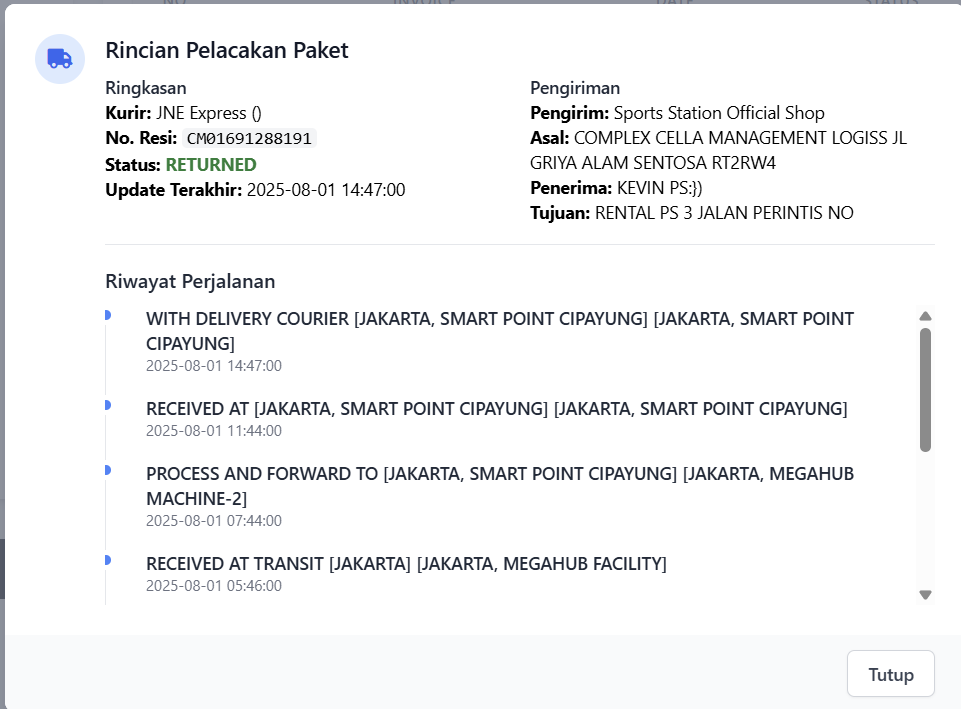 NO INVOICE DATE STATUS
Rincian Pelacakan Paket
Ringkasan
Kurir: JNE Express ()
No. Resi: CM01691288191
Status: RETURNED
Update Terakhir: 2025-08-01 14:47:00
Pengiriman
Pengirim: Sports Station Official Shop
Asal: COMPLEX CELLA MANAGEMENT LOGISS JL
GRIYA ALAM SENTOSA RT2RW4
Penerima: KEVIN PS:})
Tujuan: RENTAL PS 3 JALAN PERINTIS NO
Riwayat Perjalanan
WITH DELIVERY COURIER [JAKARTA, SMART POINT CIPAYUNG] [JAKARTA, SMART POINT
CIPAYUNG]
2025-08-01 14:47:00
RECEIVED AT [JAKARTA, SMART POINT CIPAYUNG] [JAKARTA, SMART POINT CIPAYUNG]
2025-08-01 11:44:00
PROCESS AND FORWARD TO [JAKARTA, SMART POINT CIPAYUNG] [JAKARTA, MEGAHUB
MACHINE-2]
2025-08-01 07:44:00
RECEIVED AT TRANSIT [JAKARTA] [JAKARTA, MEGAHUB FACILITY]
2025-08-01 05:46:00
Tutup